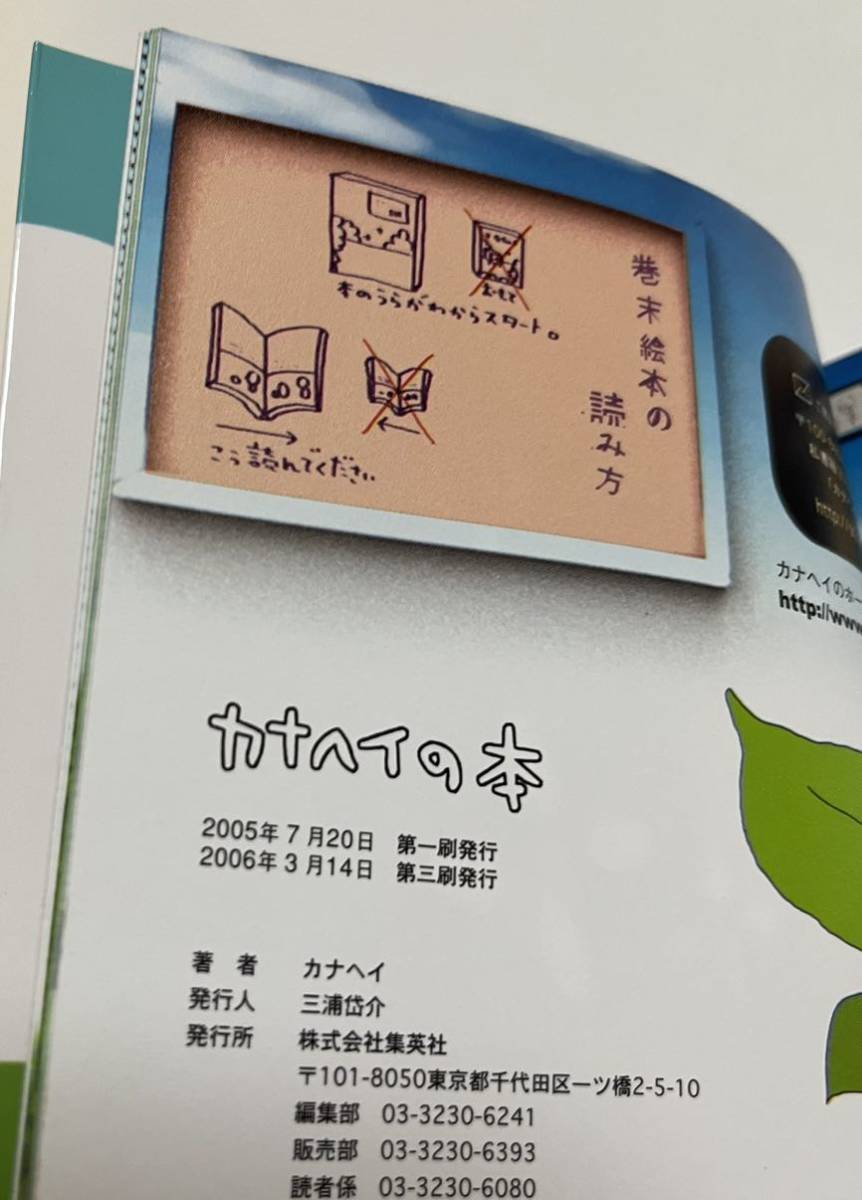 巻末絵本の
読み方
本のうらがわからスタート。
おもて
こう読んでください
カナヘイのホー
http://www
カナヘイの本
2005年7月20日 第一刷発行
2006年3月14日 第三刷発行
著 者 カナヘイ
発行人 三浦岱介
発行所 株式会社集英社
〒101-8050東京都千代田区一ツ橋2-5-10
編集部 03-3230-6241
販売部 03-3230-6393
読者係 03-3230-6080